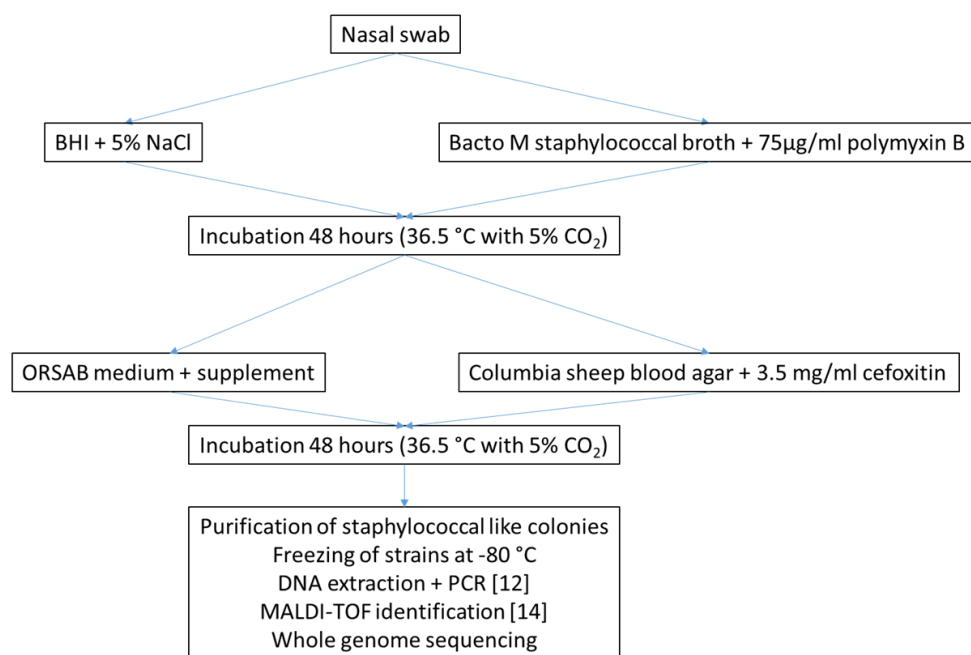 Nasal swab
BHI + 5% NaCl
Bacto M staphylococcal broth + 75µg/ml polymyxin B
Incubation 48 hours (36.5 °C with 5% CO₂)
ORSAB medium + supplement
Columbia sheep blood agar + 3.5 mg/ml cefoxitin
Incubation 48 hours (36.5 °C with 5% CO₂)
Purification of staphylococcal like colonies
Freezing of strains at -80 °C
DNA extraction + PCR [12]
MALDI-TOF identification [14]
Whole genome sequencing